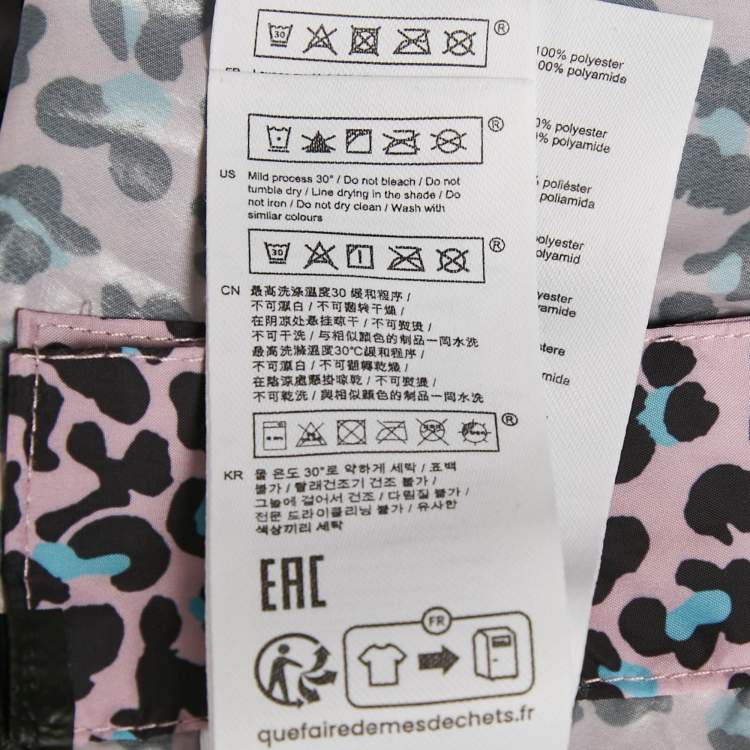 30
®
®
US Mild process 30° / Do not bleach / Do not
tumble dry / Line drying in the shade / Do
not iron / Do not dry clean / Wash with
similar colours
30
®
CN 最高洗涤温度30 缓和程序 /
不可漂白 / 不可翻转干燥 /
在阴凉处悬挂晾干 / 不可熨烫 /
不可干洗 / 与相似颜色的制品一同水洗
最高洗滌溫度30℃緩和程序 /
不可漂白 / 不可翻轉乾燥 /
在陰涼處懸掛晾乾 / 不可熨燙 /
不可乾洗 / 與相似顏色的制品一同水洗
®
KR 물 온도 30°로 약하게 세탁 / 표백
불가 / 탈래건조기 건조 불가 /
그늘에 걸어서 건조 / 다림질 불가 /
전문 드라이클리닝 불가 / 유사한
색상끼리 세탁
EAC
FR
quefairedemesdechets.fr
100% polyester
100% polyamide
% polyester
% polyamide
% poliéster
% poliamida
polyester
polyamide
polyester
polyamide
estere
mmide